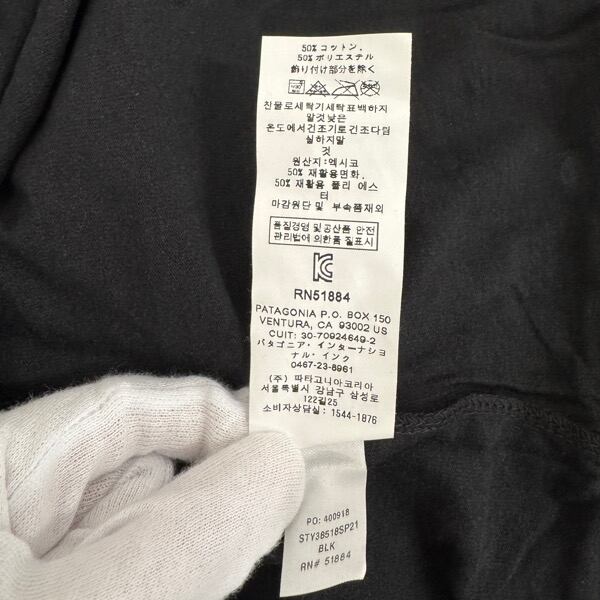 50% コットン.
50% ポリエステル
飾り付け部分を除く
찬물로세탁기세탁표백하지
말것낮은
온도에서건조기로건조다딤
실하지말
것
원산지:엑시코
50% 재활용면화.
50% 재활용 폴리 에스
터
마감원단 및 부속품재외
품질경영 및공산품 안전
관리법에 의한품 질표시
RN51884
PATAGONIA P.O. BOX 150
VENTURA, CA 93002 US
CUIT: 30-70924649-2
パタゴニア・インターナショ
ナル・インク
0467-23-8961
(주) 파타고니아코리아
서울특별시 강남구 삼성로
122길25
소비자상담실: 1544-1876
PO: 400918
STY38518SP21
BLK
RN# 51884